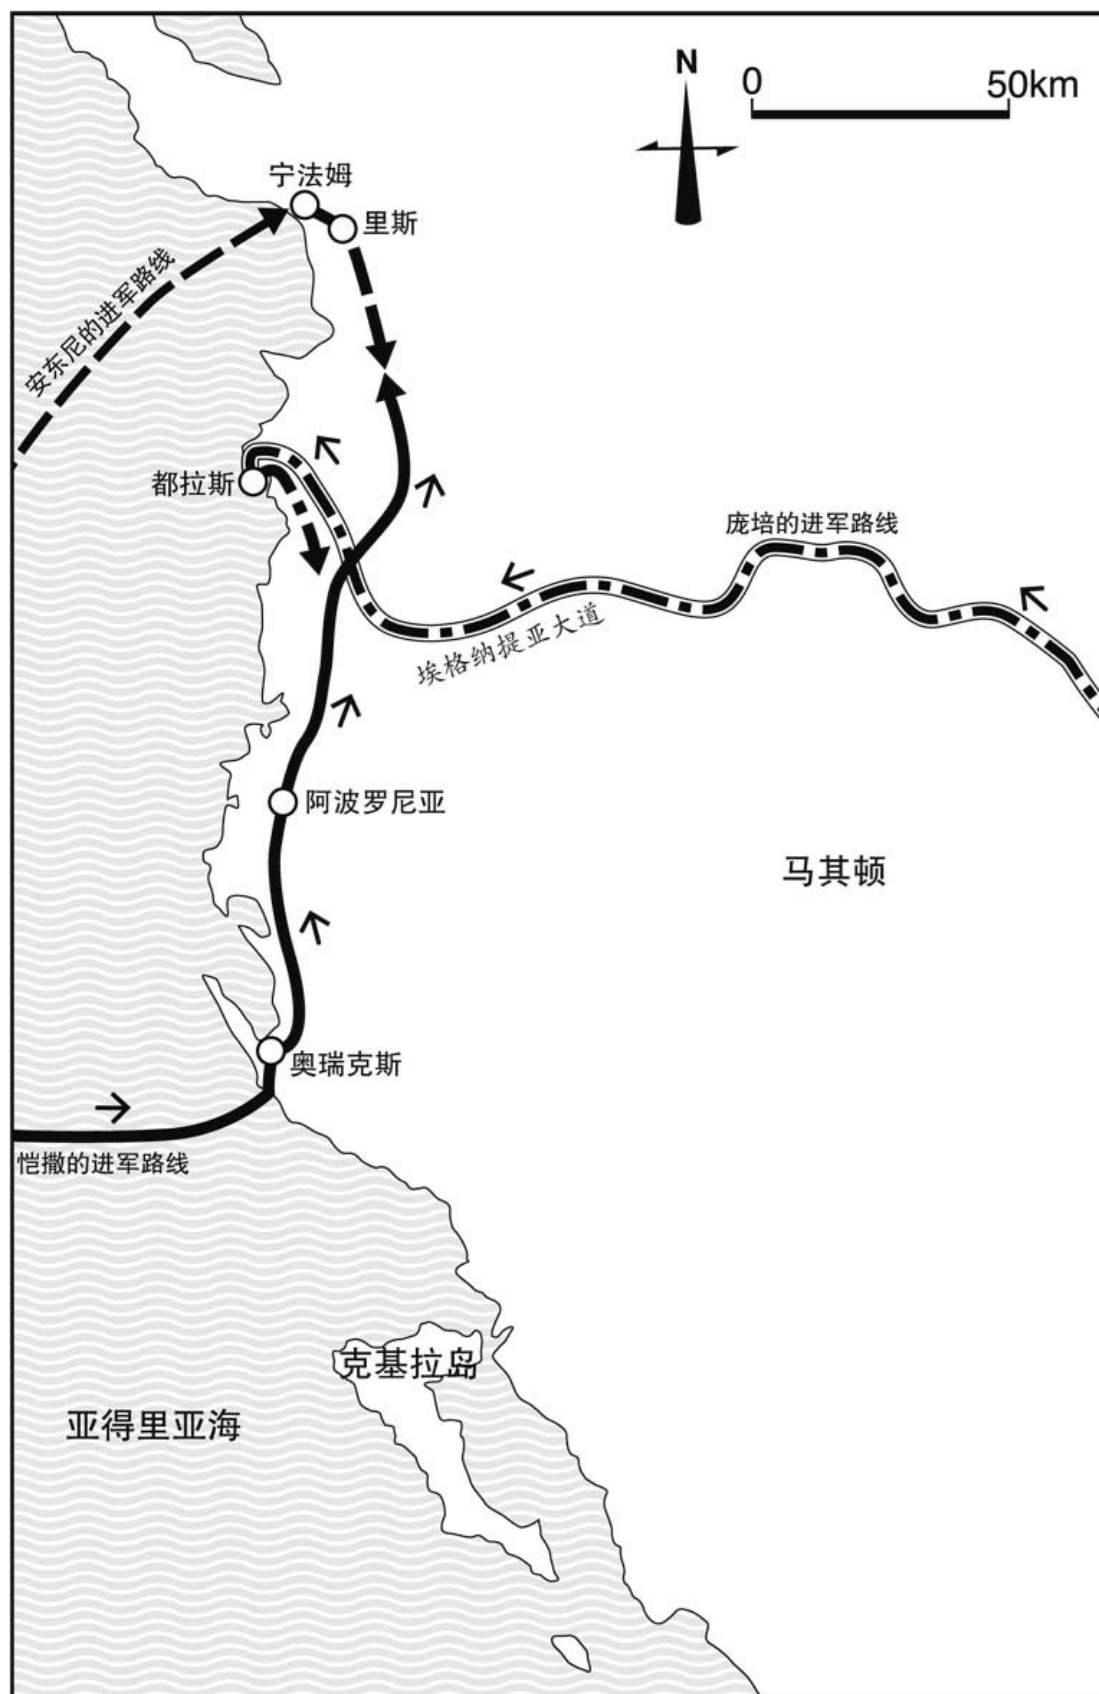 N
0 50km
宁法姆
里斯
安东尼的进军路线
都拉斯
庞培的进军路线
埃格纳提亚大道
阿波罗尼亚
马其顿
奥瑞克斯
恺撒的进军路线
克基拉岛
亚得里亚海